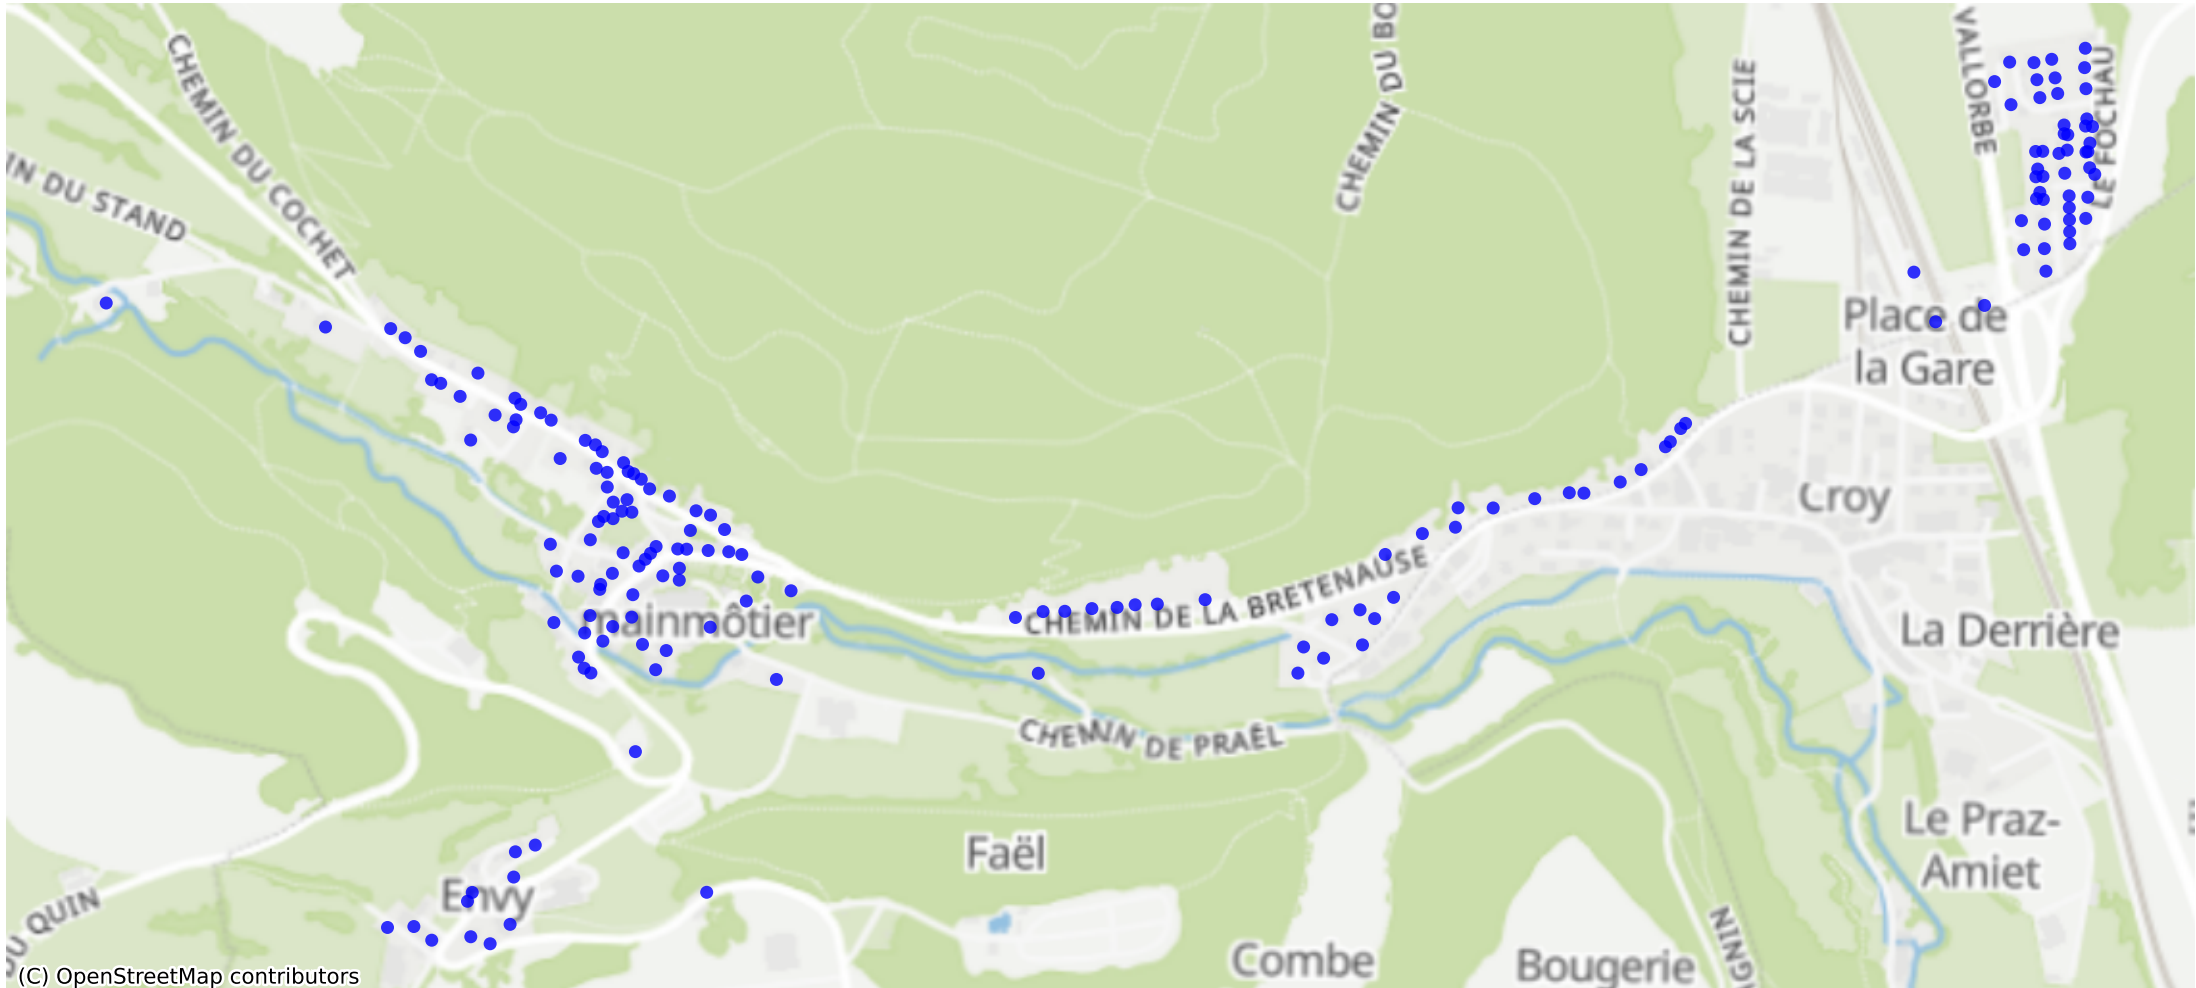 CHEMIN DU COCHET
IN DU STAND
CHEMIN DU BO
CHEMIN DE LA SCIE
VALLORBE
LE FOCHAU
Place de
la Gare
Croy
CHEMIN DE LA BRETENAUSE
mainmôtier
La Derrière
CHEMIN DE PRAËL
Faël
Le Praz-
Amiet
Envy
DU QUIN
Combe
Bougerie
IGNIN
(C) OpenStreetMap contributors